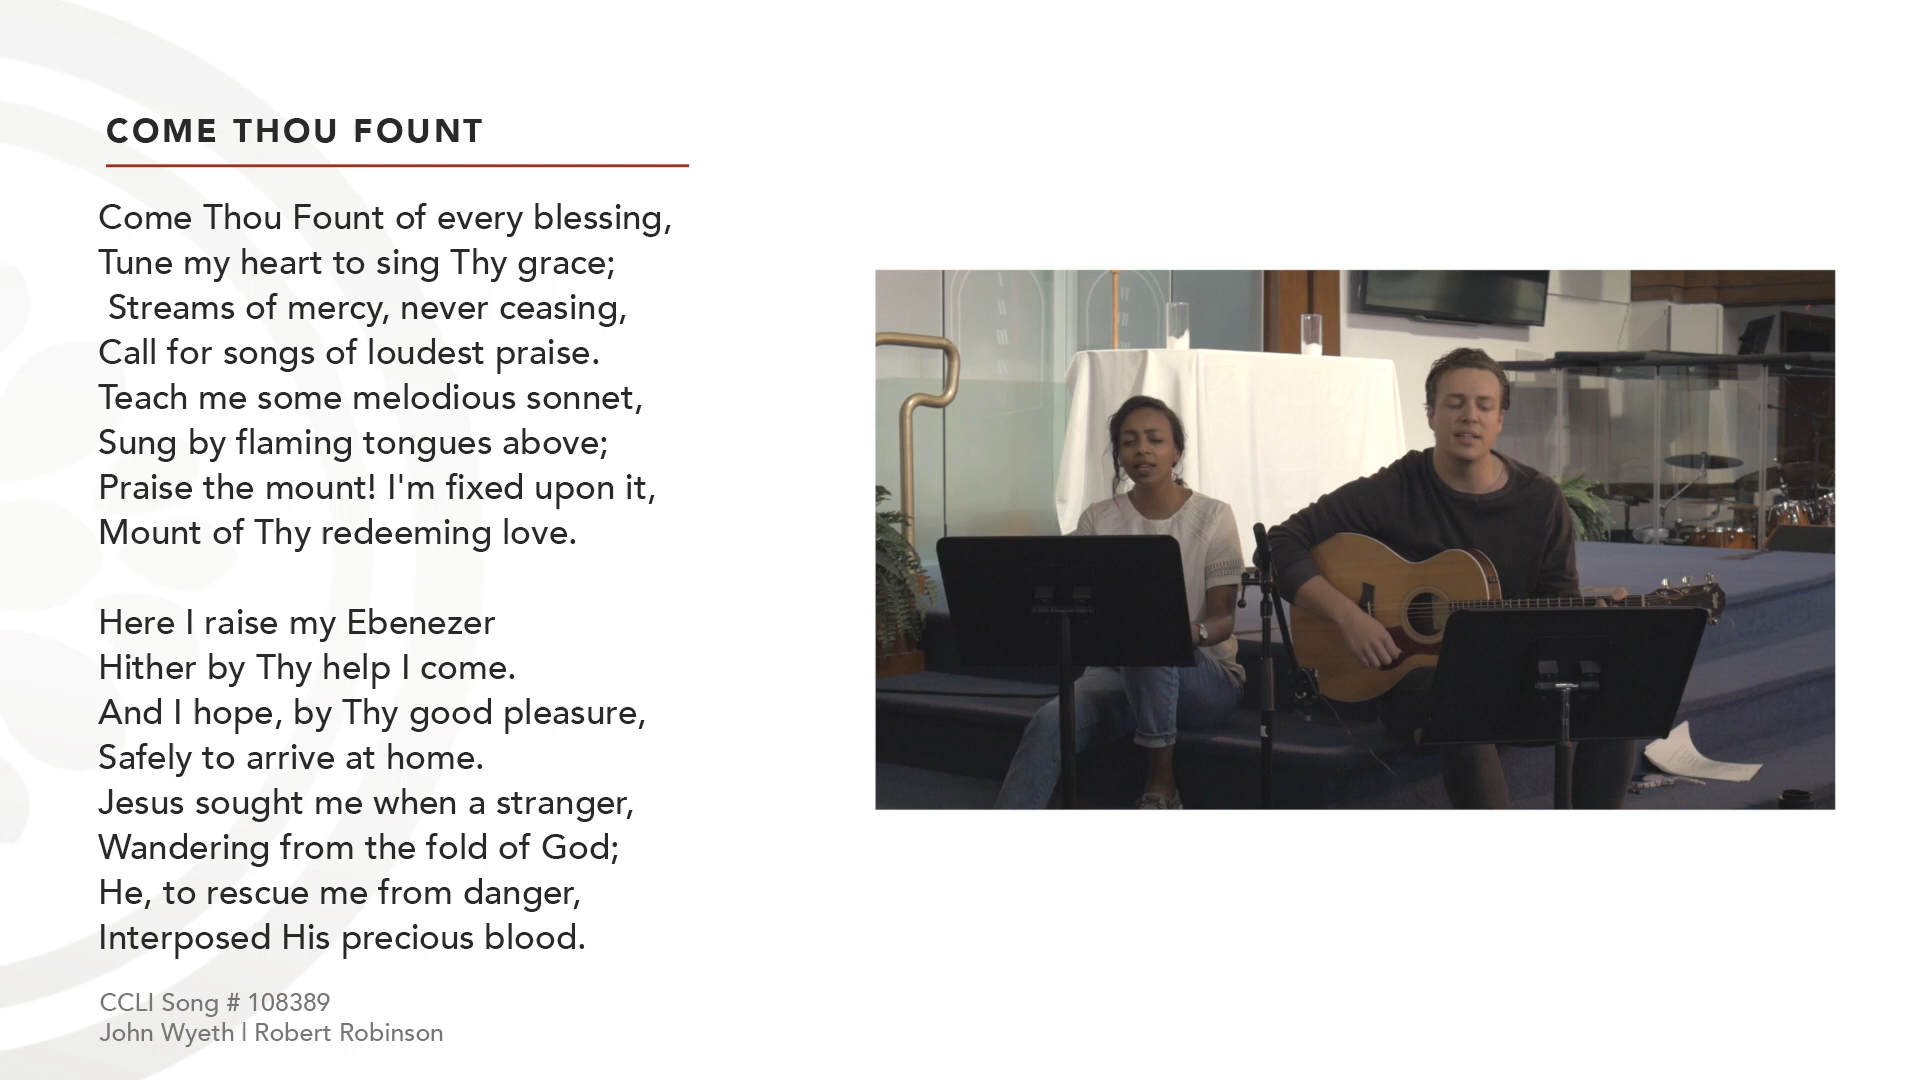 COME THOU FOUNT
Come Thou Fount of every blessing,
Tune my heart to sing Thy grace;
Streams of mercy, never ceasing,
Call for songs of loudest praise.
Teach me some melodious sonnet,
Sung by flaming tongues above;
Praise the mount! I'm fixed upon it,
Mount of Thy redeeming love.
Here I raise my Ebenezer
Hither by Thy help I come.
And I hope, by Thy good pleasure,
Safely to arrive at home.
Jesus sought me when a stranger,
Wandering from the fold of God;
He, to rescue me from danger,
Interposed His precious blood.
CCLI Song # 108389
John Wyeth | Robert Robinson